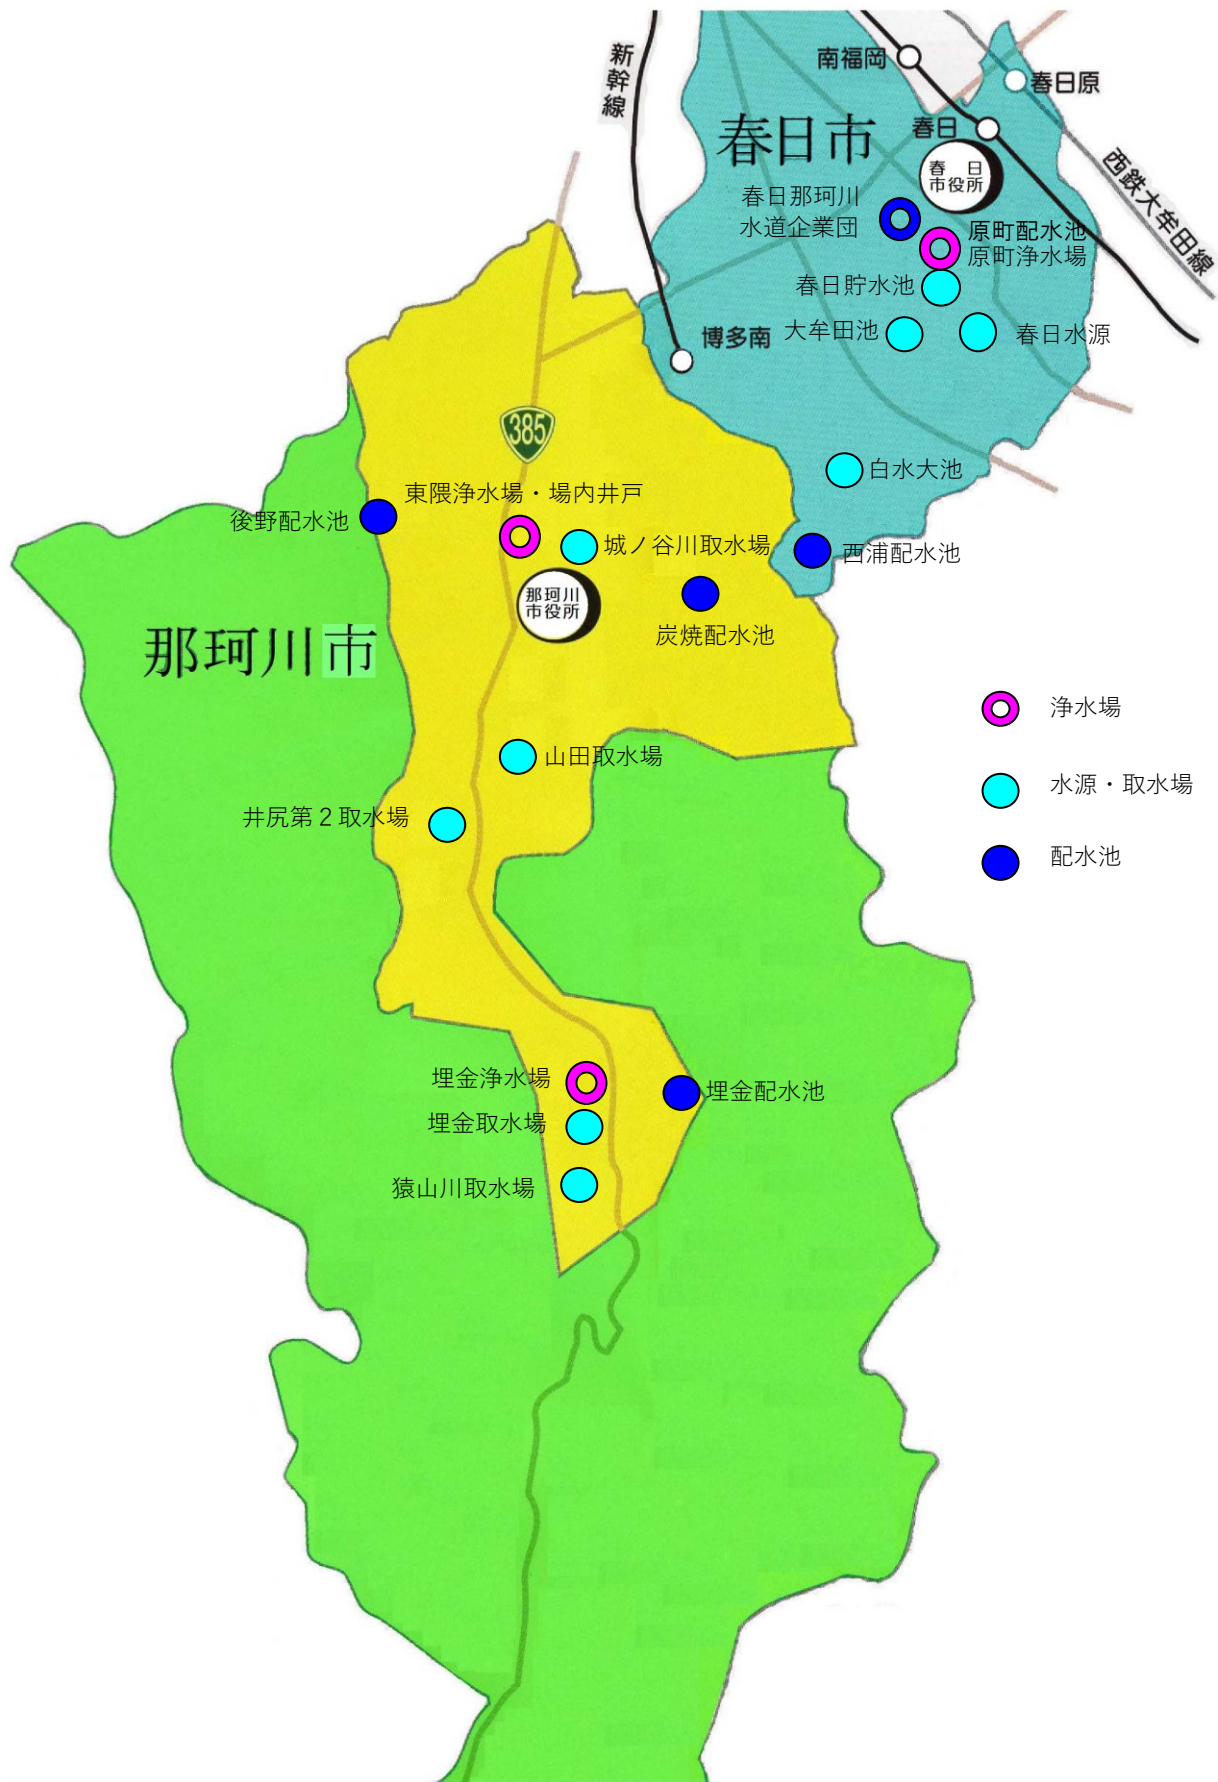 新幹線
南福岡
春日原
春日市
春日
春日
市役所
西鉄大牟田線
春日那珂川
水道企業団
原町配水池
原町浄水場
春日貯水池
大牟田池
春日水源
博多南
385
白水大池
東隈浄水場・場内井戸
後野配水池
城ノ谷川取水場
西浦配水池
那珂川
市役所
炭焼配水池
那珂川市
浄水場
山田取水場
水源・取水場
井尻第２取水場
配水池
埋金浄水場
埋金配水池
埋金取水場
猿山川取水場